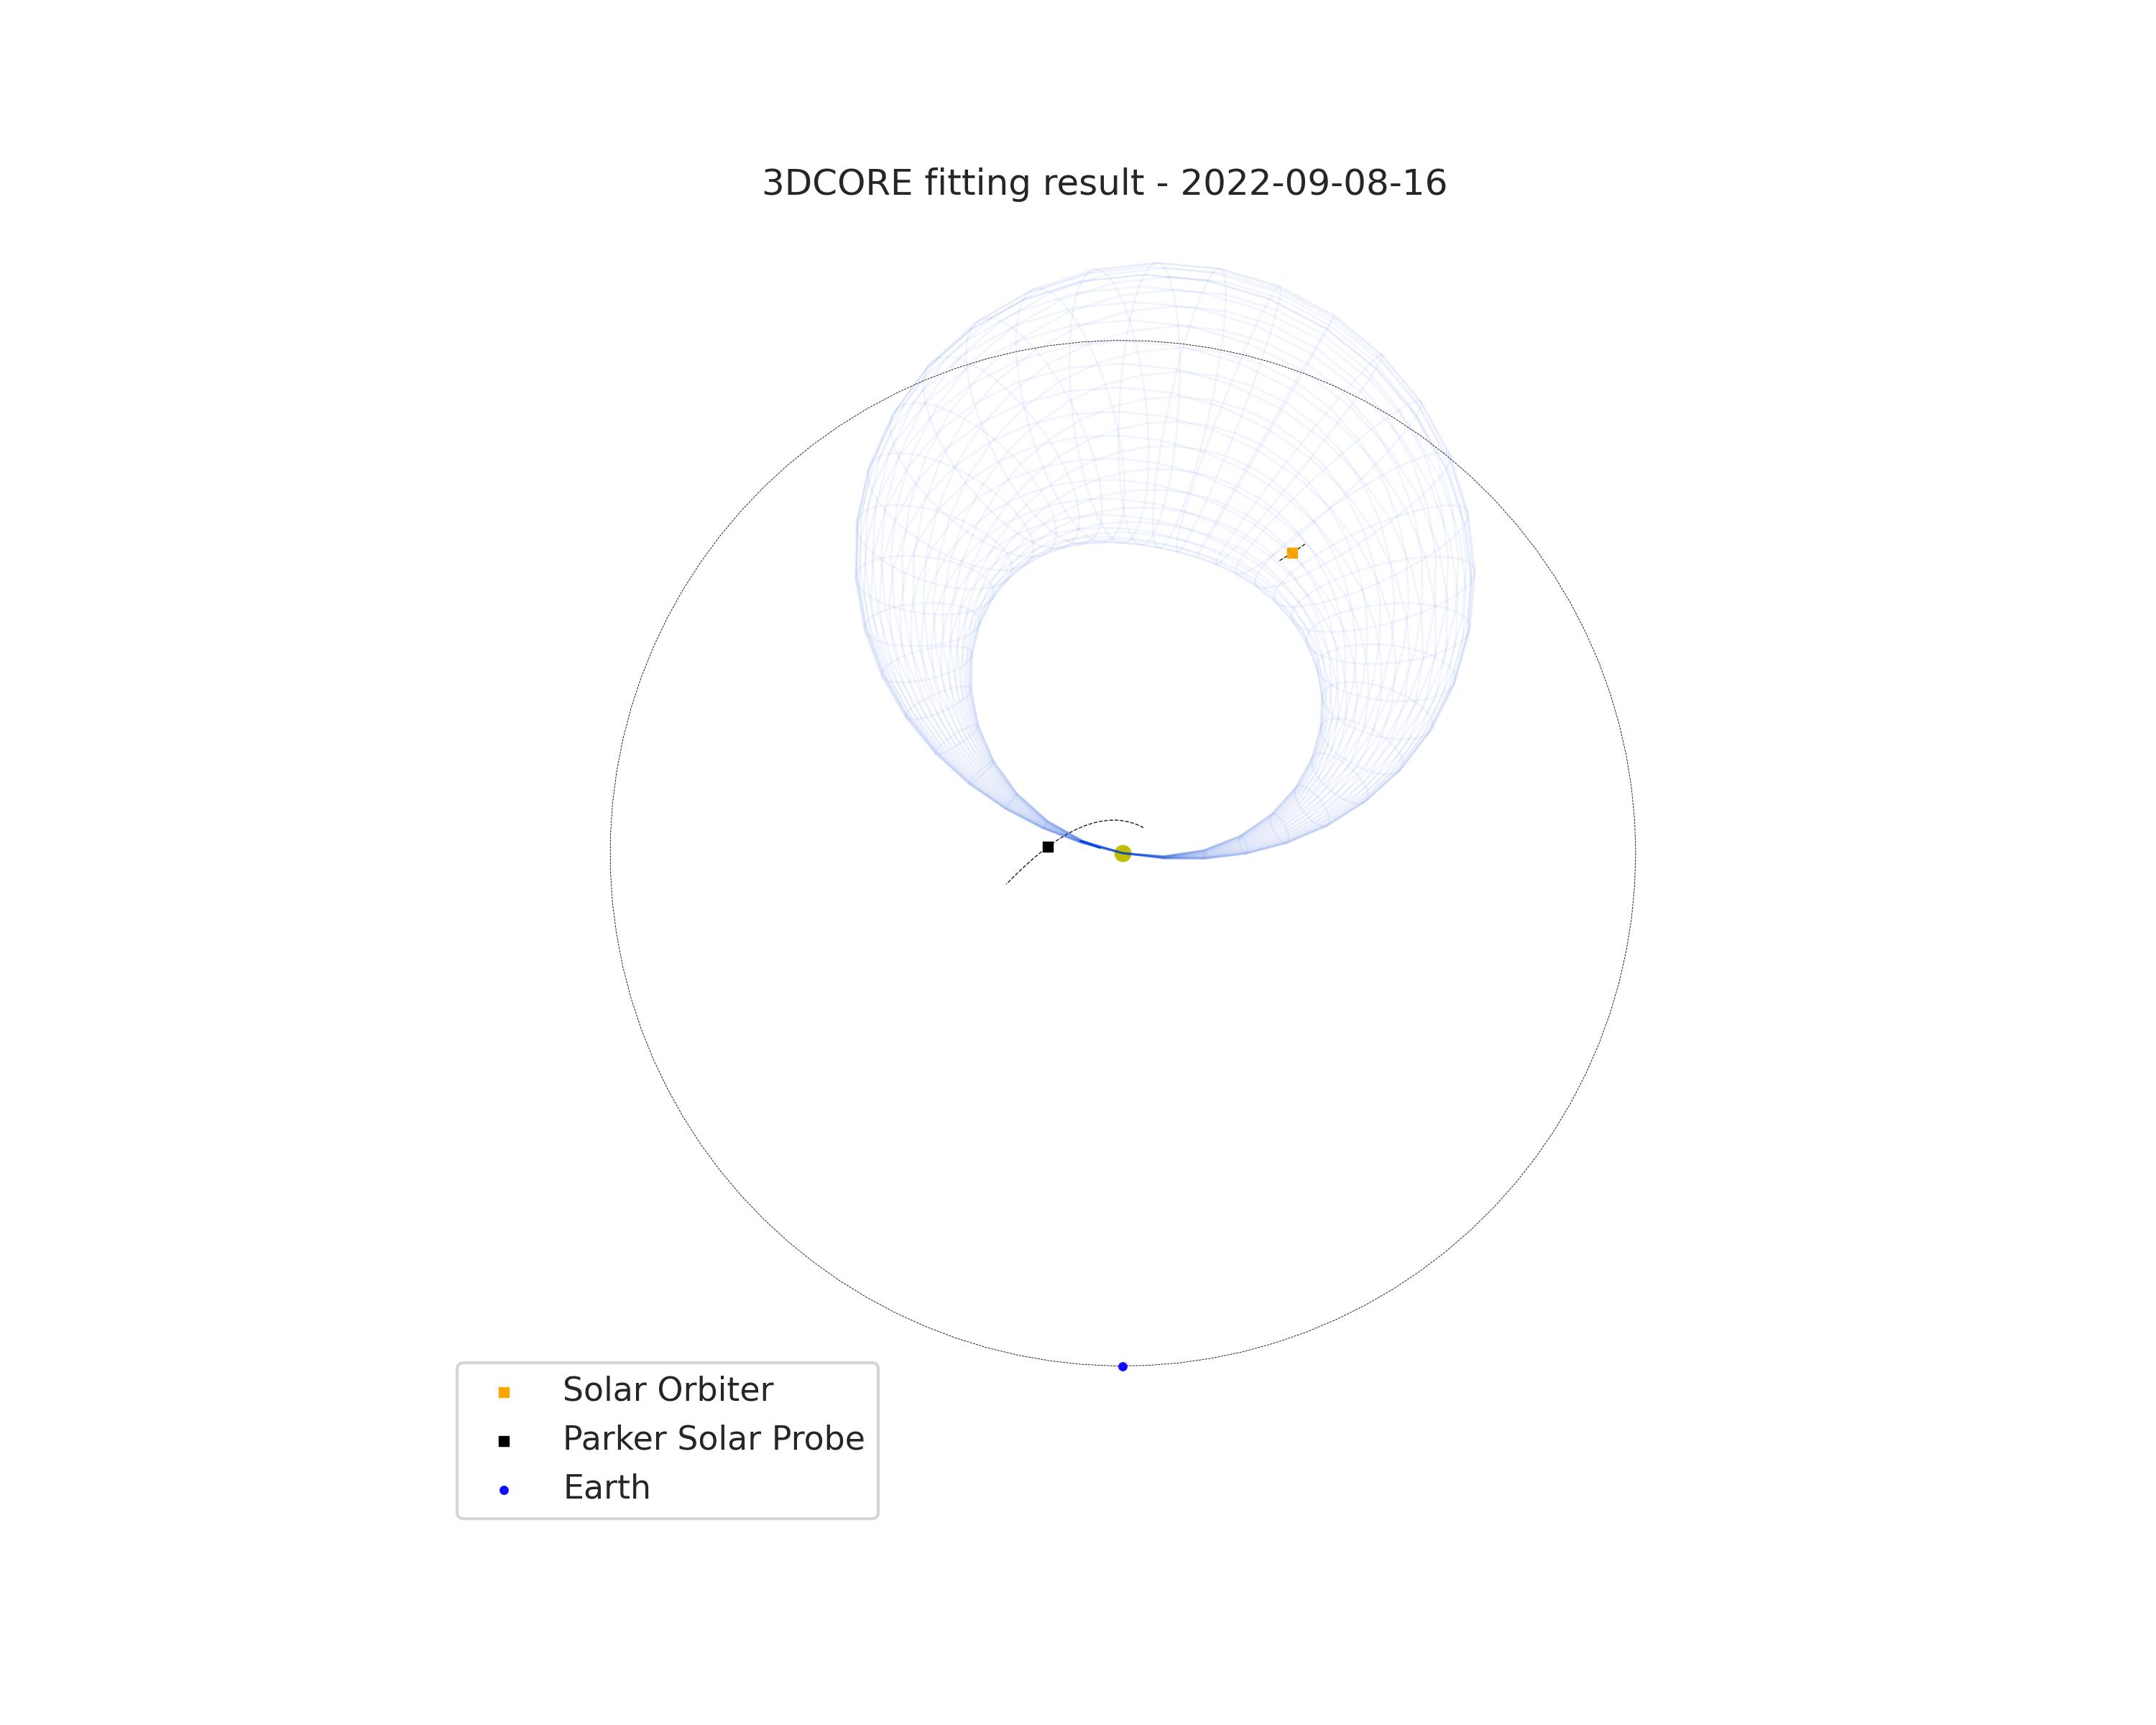 3DCORE fitting result - 2022-09-08-16
Solar Orbiter
Parker Solar Probe
Earth